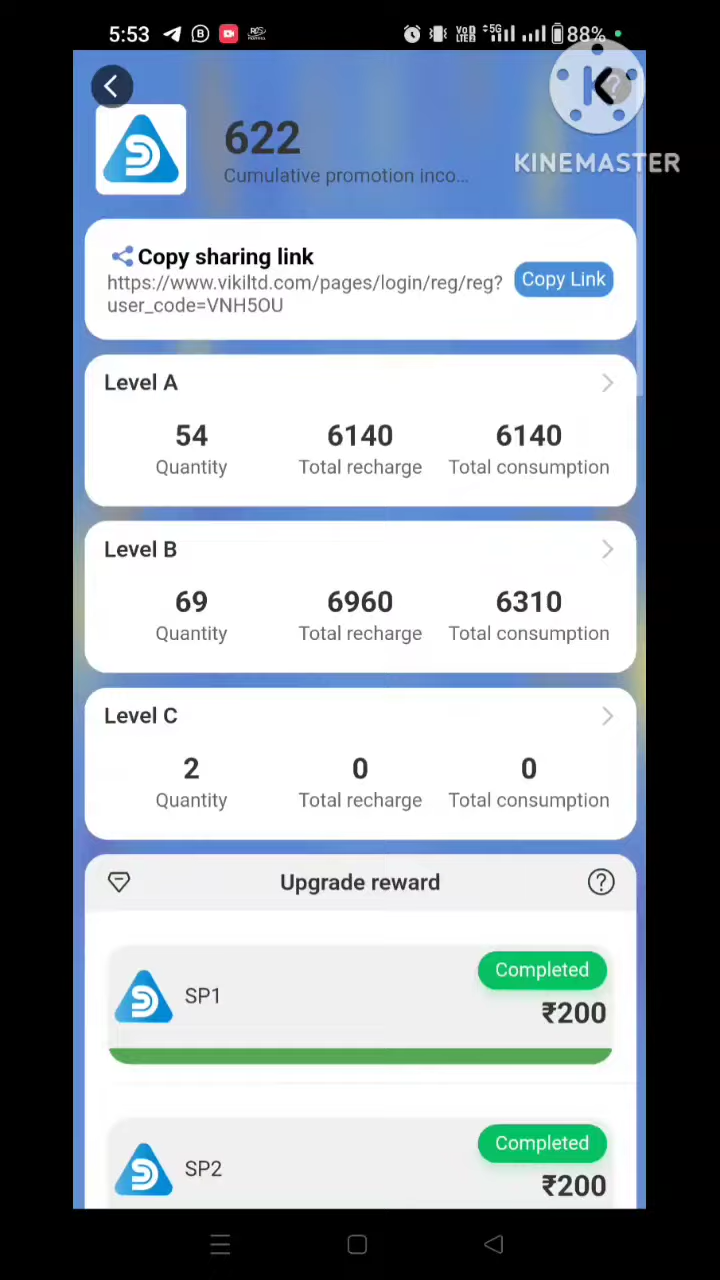 5:53
88%
KINEMASTER
622
Cumulative promotion inco...
Copy sharing link
https://www.vikiltd.com/pages/login/reg/reg?
user_code=VNH5OU
Copy Link
Level A
54
6140
6140
Quantity
Total recharge
Total consumption
Level B
69
6960
6310
Quantity
Total recharge
Total consumption
Level C
2
0
0
Quantity
Total recharge
Total consumption
Upgrade reward
Completed
SP1
₹200
Completed
SP2
₹200